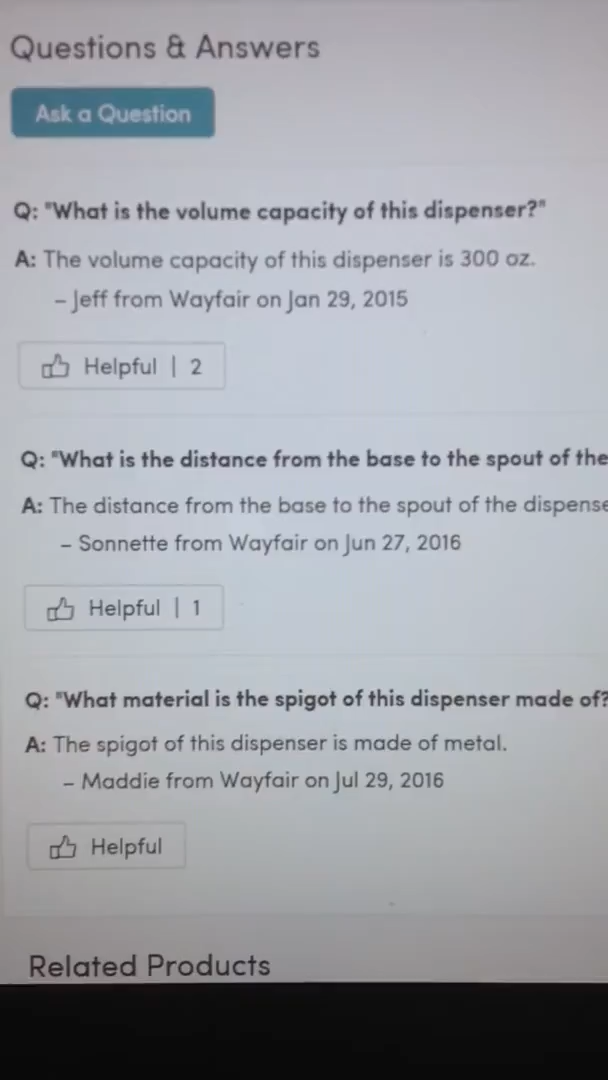 Questions & Answers
Ask a Question
Q: "What is the volume capacity of this dispenser?"
A: The volume capacity of this dispenser is 300 oz.
– Jeff from Wayfair on Jan 29, 2015
Helpful | 2
Q: "What is the distance from the base to the spout of the
A: The distance from the base to the spout of the dispense
– Sonnette from Wayfair on Jun 27, 2016
Helpful | 1
Q: "What material is the spigot of this dispenser made of?
A: The spigot of this dispenser is made of metal.
– Maddie from Wayfair on Jul 29, 2016
Helpful
Related Products